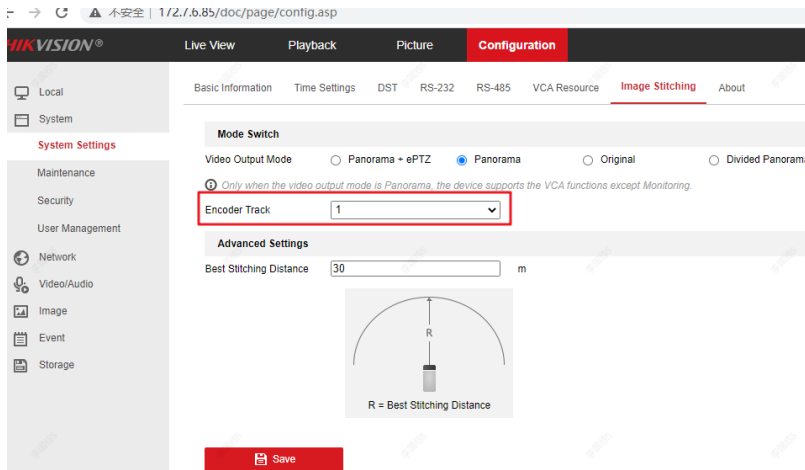 不安全 | 172.7.6.85/doc/page/config.asp
HIKVISION® Live View Playback Picture Configuration
Basic Information Time Settings DST RS-232 RS-485 VCA Resource Image Stitching About
Local
System
System Settings
Maintenance
Security
User Management
Network
Video/Audio
Image
Event
Storage
Mode Switch
Video Output Mode Panorama + ePTZ Panorama Original Divided Panorama
Only when the video output mode is Panorama, the device supports the VCA functions except Monitoring.
Encoder Track 1
Advanced Settings
Best Stitching Distance 30 m
R
R = Best Stitching Distance
Save